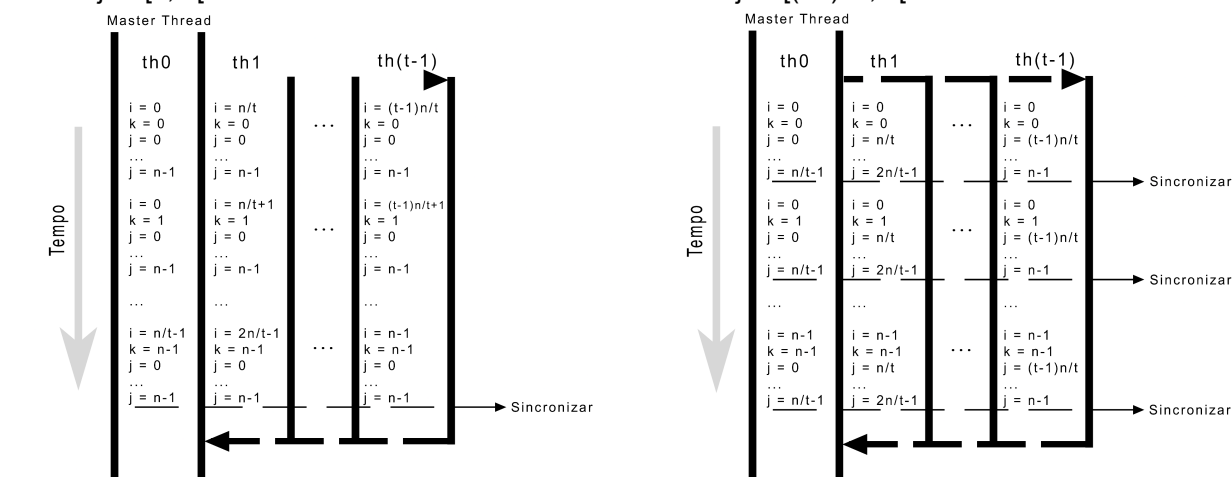 Master Thread
th0
th1
th(t-1)
i = 0
k = 0
j = 0
...
j = n-1
i = n/t
k = 0
j = 0
...
j = n-1
...
i = (t-1)n/t
k = 0
j = 0
...
j = n-1
i = 0
k = 1
j = 0
...
j = n-1
i = n/t+1
k = 1
j = 0
...
j = n-1
...
i = (t-1)n/t+1
k = 1
j = 0
...
j = n-1
...
...
...
i = n/t-1
k = n-1
j = 0
...
j = n-1
i = 2n/t-1
k = n-1
j = 0
...
j = n-1
...
i = n-1
k = n-1
j = 0
...
j = n-1
Sincronizar
Tempo
Master Thread
th0
th1
th(t-1)
i = 0
k = 0
j = 0
...
j = n/t-1
i = 0
k = 0
j = n/t
...
j = 2n/t-1
...
i = 0
k = 0
j = (t-1)n/t
...
j = n-1
Sincronizar
i = 0
k = 1
j = 0
...
j = n/t-1
i = 0
k = 1
j = n/t
...
j = 2n/t-1
...
i = 0
k = 1
j = (t-1)n/t
...
j = n-1
Sincronizar
...
...
...
i = n-1
k = n-1
j = 0
...
j = n/t-1
i = n-1
k = n-1
j = n/t
...
j = 2n/t-1
...
i = n-1
k = n-1
j = (t-1)n/t
...
j = n-1
Sincronizar
Tempo